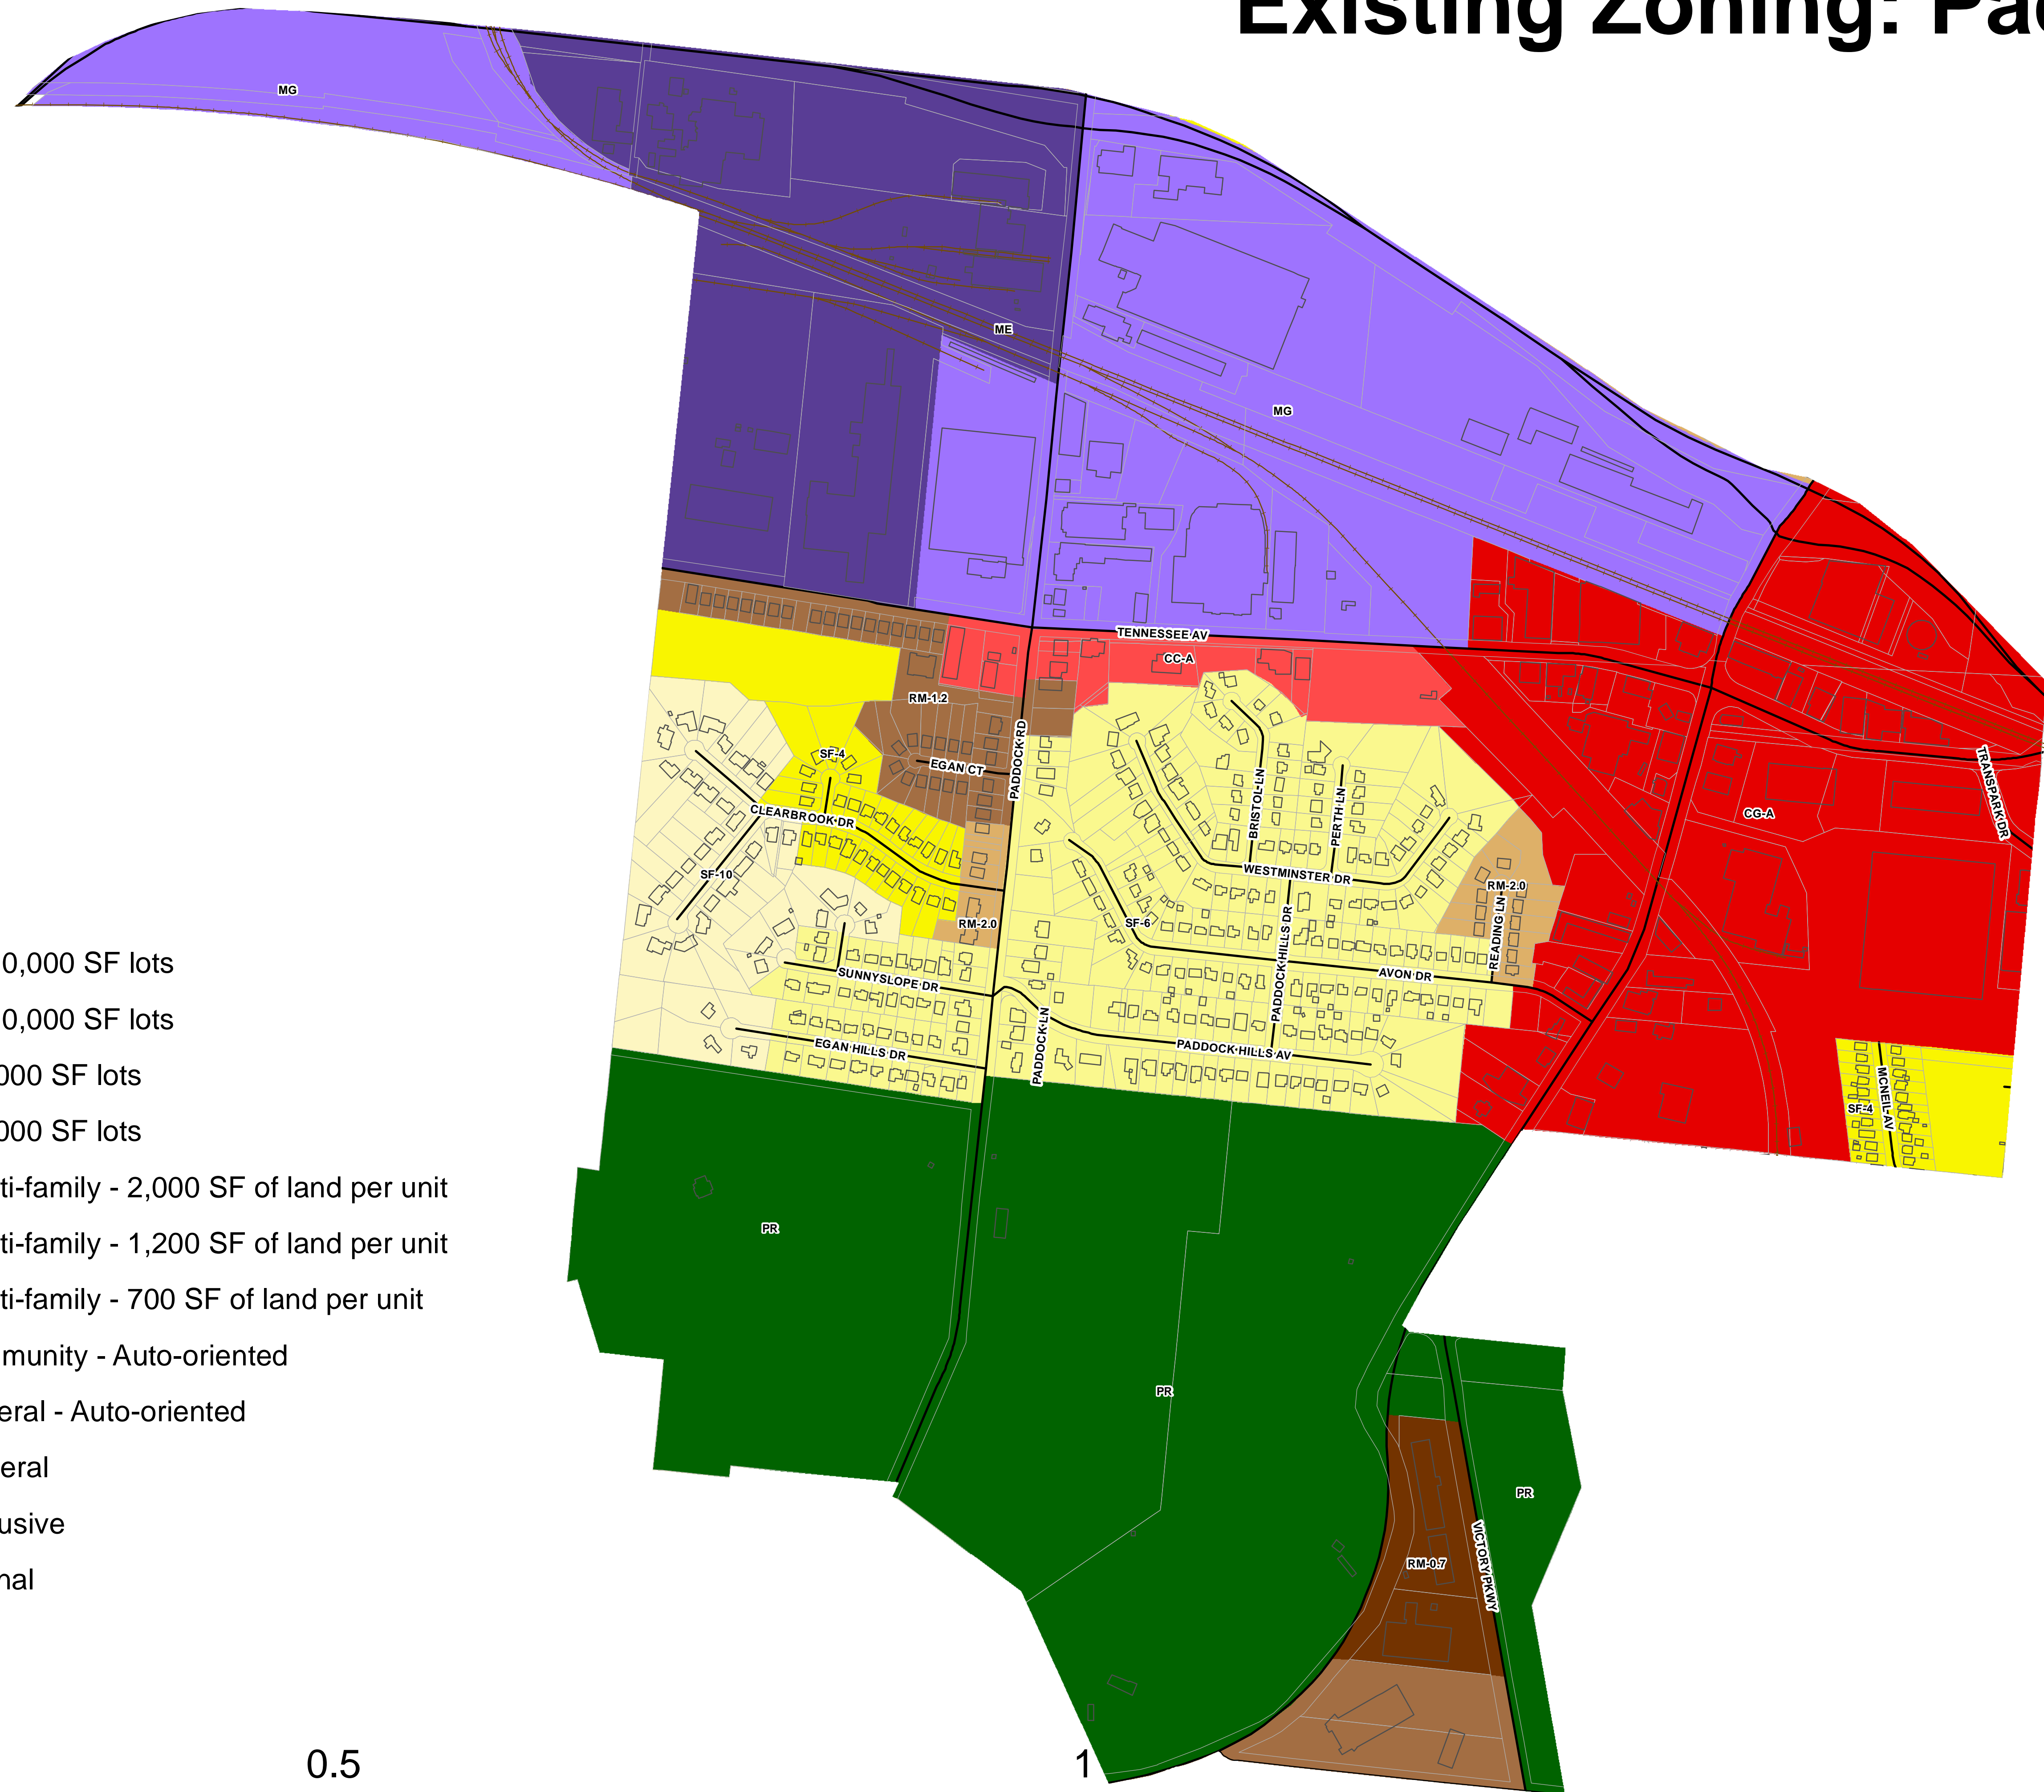 Existing Zoning: Pad
MG
ME
MG
TENNESSEE AV
CC-A
RM-1.2
PADDOCK RD
SF-4
EGAN CT
TRANSPARK DR
BRISTOL LN
PERTH LN
CLEARBROOK DR
CG-A
WESTMINSTER DR
SF-10
RM-2.0
RM-2.0
SF-6
READING LN
PADDOCK HILLS DR
AVON DR
SUNNYSLOPE DR
PADDOCK LN
EGAN HILLS DR
PADDOCK HILLS AV
MCNEIL AV
SF-4
PR
PR
PR
RM-0.7
VICTORY PKWY
0,000 SF lots
0,000 SF lots
000 SF lots
000 SF lots
ti-family - 2,000 SF of land per unit
ti-family - 1,200 SF of land per unit
ti-family - 700 SF of land per unit
munity - Auto-oriented
eral - Auto-oriented
eral
usive
nal
0.5
1